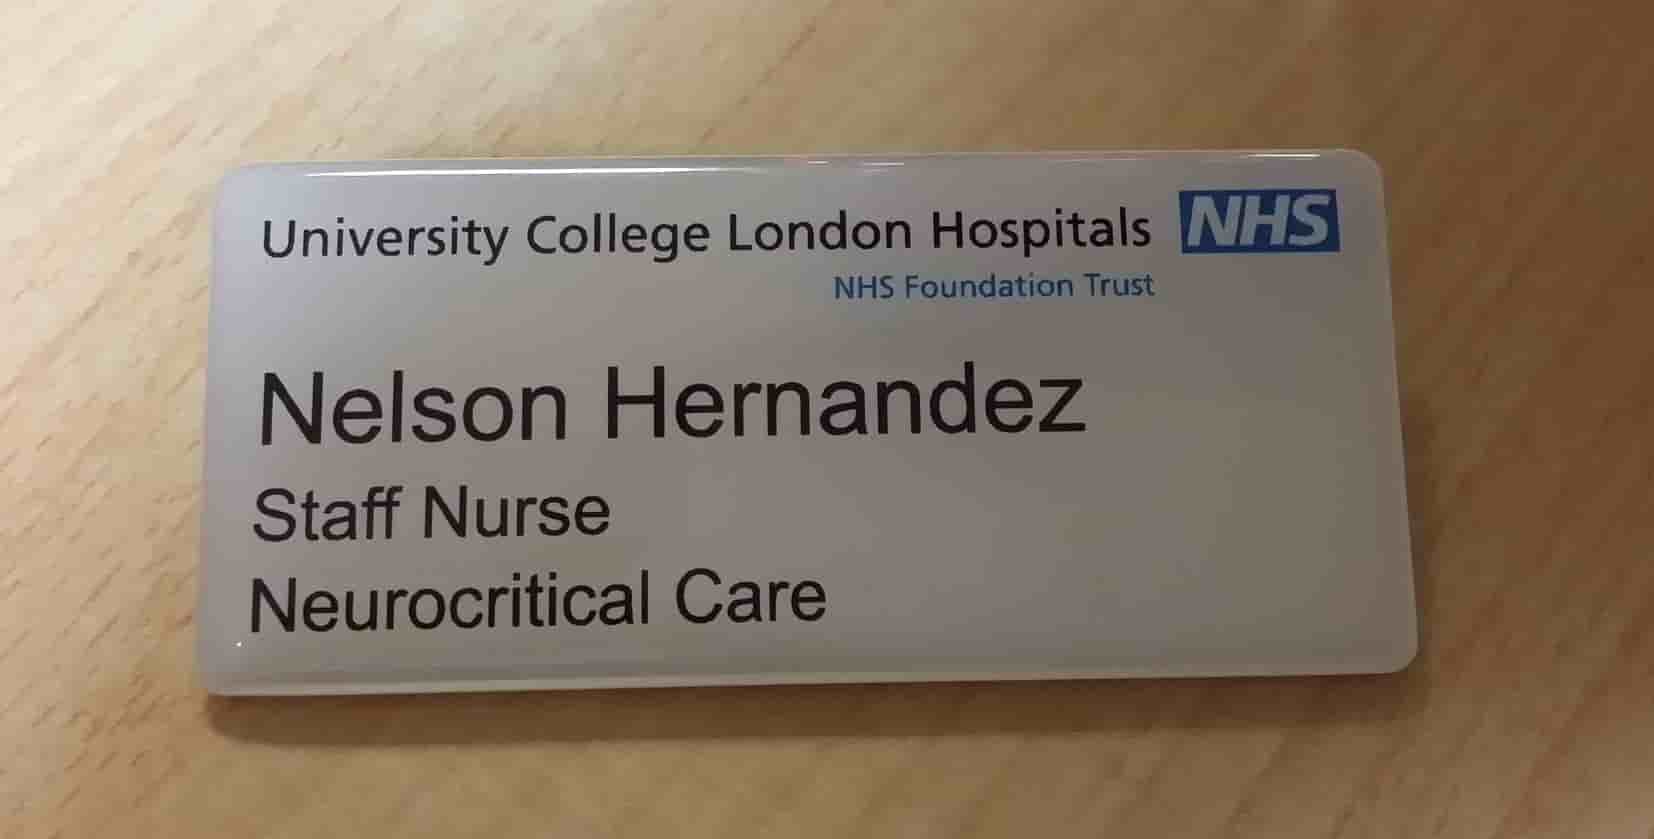 University College London Hospitals NHS
NHS Foundation Trust
Nelson Hernandez
Staff Nurse
Neurocritical Care